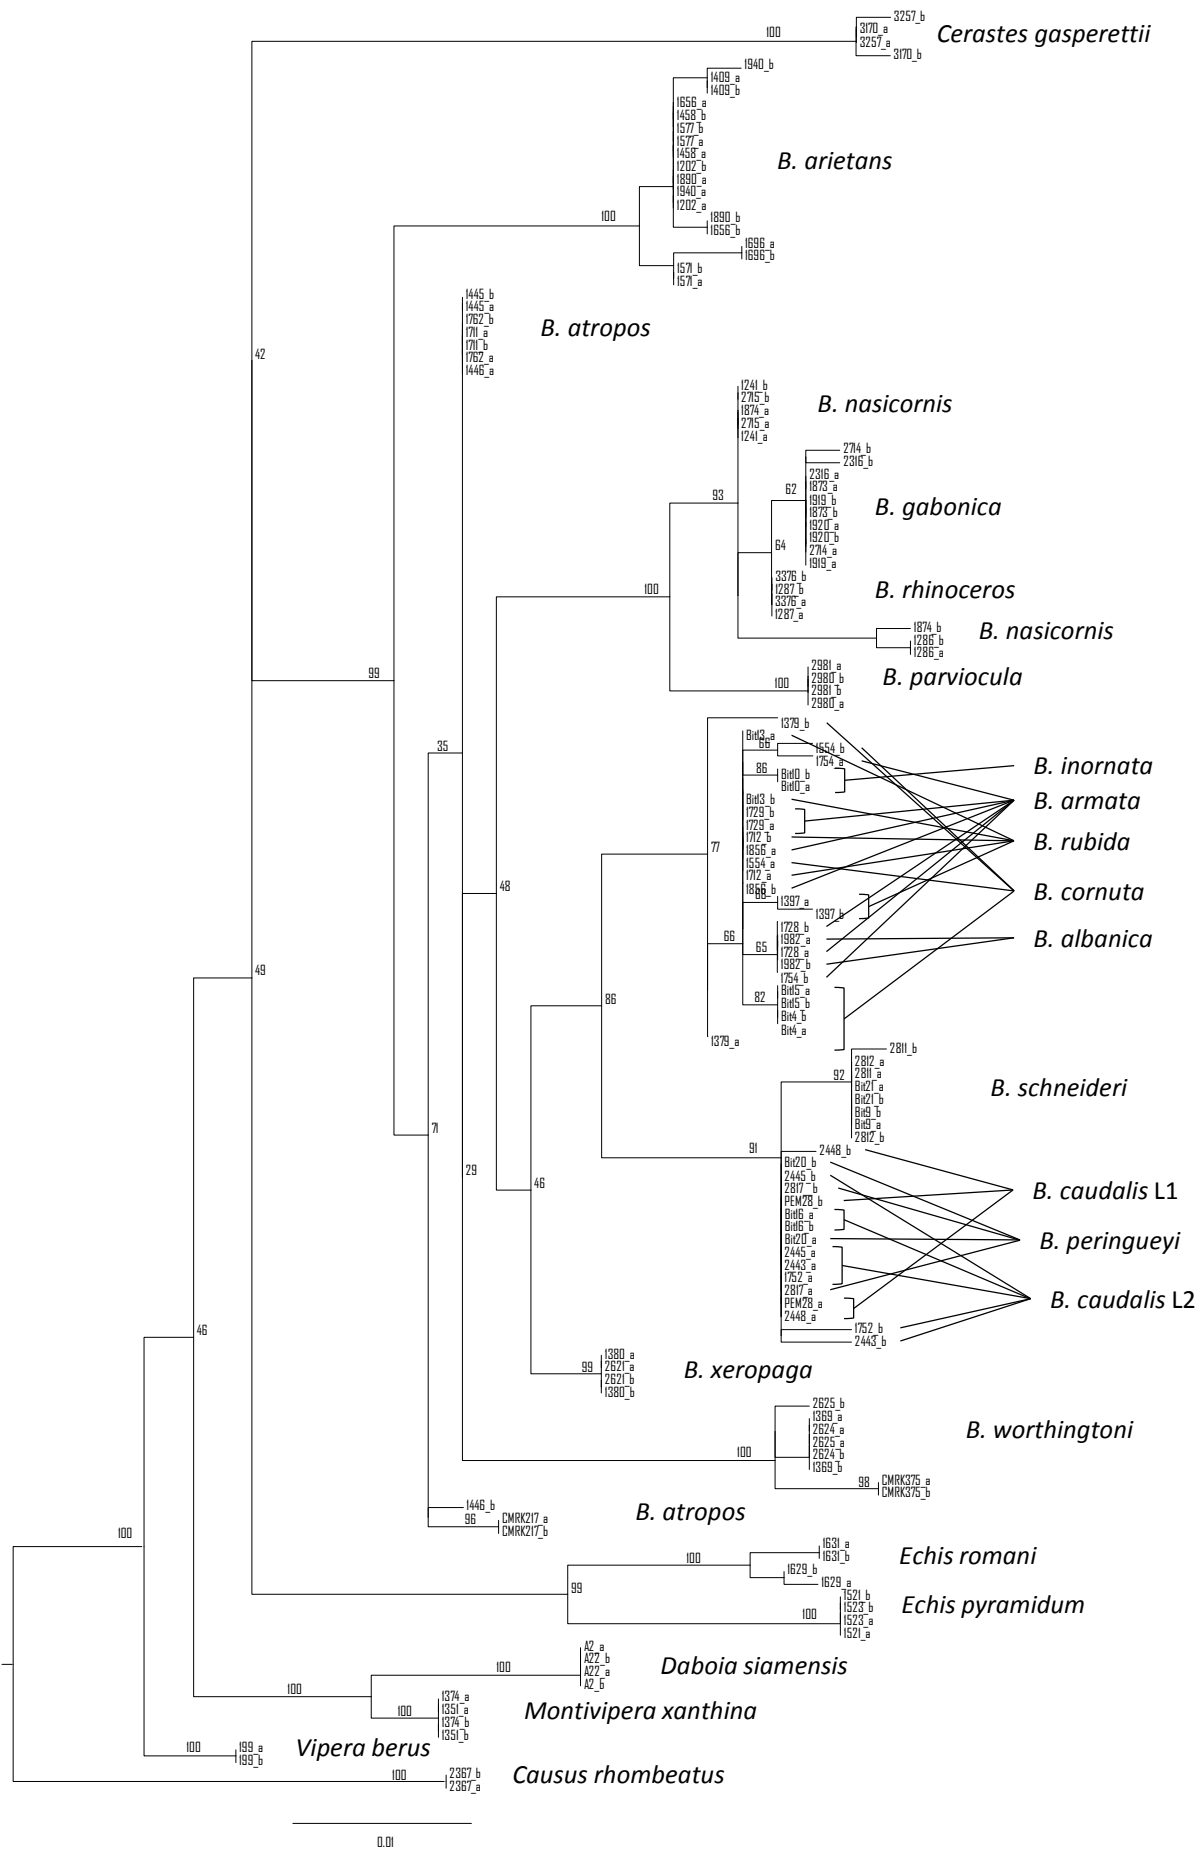 3257_b
100
3170_a
Cerastes gasperettii
3257_a
3170_b
1940_b
1409_a
1409_b
1656_a
1458_b
1577_b
1577_a
1458_a
B. arietans
1202_b
1890_a
1940_a
1202_a
100
1890_b
1656_b
1696_a
1696_b
1571_b
1571_a
1445_b
1445_a
1762_b
1711_a
B. atropos
1711_b
1762_a
1446_a
42
1241_b
2715_b
1874_a
B. nasicornis
2715_a
1241_a
2714_b
2316_b
2316_a
62
1873_a
93
1919_b
B. gabonica
1873_b
1920_a
1920_b
64
2714_a
1919_a
3376_b
100
1287_b
B. rhinoceros
3376_a
1287_a
1874_b
B. nasicornis
1286_b
1286_a
99
2981_a
2980_b
B. parviocula
100
2981_b
2980_a
1379_b
Bit13_a
66
1554_b
35
1754_a
86
Bit10_b
B. inornata
Bit10_a
Bit13_b
B. armata
1729_b
1729_a
1712_b
B. rubida
77
1856_a
1554_a
1712_a
48
1856_b
B. cornuta
68
1397_a
1397_b
1728_b
66
1982_a
B. albanica
65
1728_a
1982_b
49
1754_b
Bit15_a
82
Bit15_b
86
Bit4_b
Bit4_a
1379_a
2811_b
2812_a
92
2811_a
Bit21_a
B. schneideri
Bit21_b
Bit9_b
Bit9_a
71
2812_b
91
2448_b
Bit20_b
29
2445_b
46
2817_b
B. caudalis L1
PEM28_b
Bit16_a
Bit16_b
Bit20_a
B. peringueyi
2445_a
2443_a
1752_a
2817_a
PEM28_a
B. caudalis L2
2448_a
46
1752_b
2443_b
1380_a
99
2621_a
B. xeropaga
2621_b
1380_b
2625_b
1369_a
2624_a
B. worthingtoni
2625_a
100
2624_b
1369_b
98
CMRK375_a
CMRK375_b
1446_b
B. atropos
96
CMRK217_a
CMRK217_b
100
1631_a
100
1631_b
Echis romani
1629_b
99
1629_a
1521_b
1523_b
Echis pyramidum
100
1523_a
1521_a
A2_a
A22_b
100
A22_a
Daboia siamensis
A2_b
100
1374_a
1351_a
Montivipera xanthina
100
1374_b
1351_b
100
199_a
Vipera berus
199_b
100
2367_b
Causus rhombeatus
2367_a
0.01